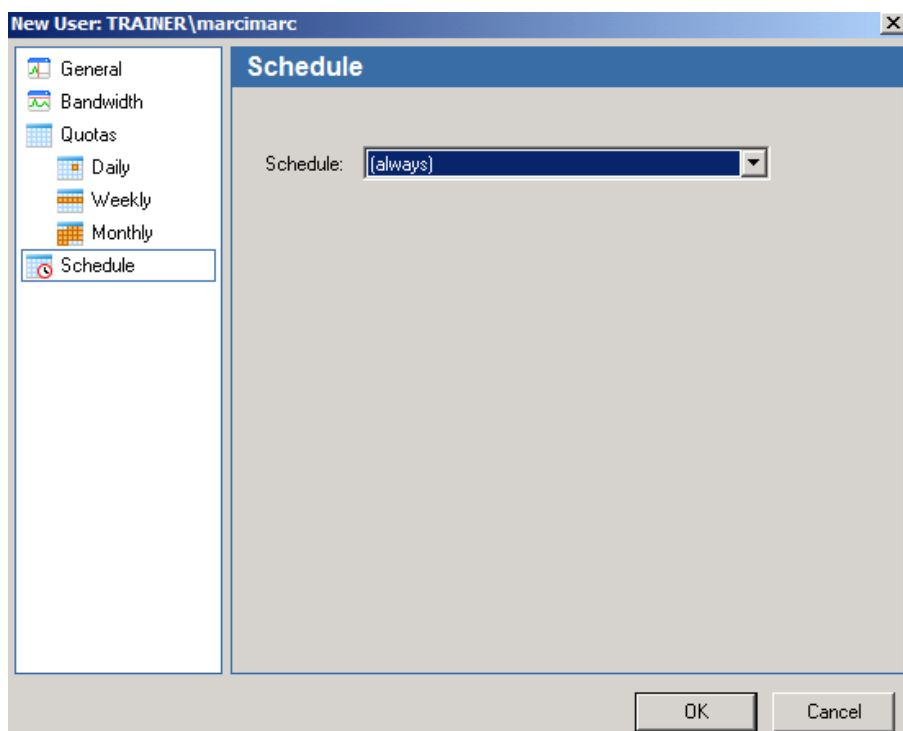 New User: TRAINER\marcimarc
General
Bandwidth
Quotas
Daily
Weekly
Monthly
Schedule
Schedule
Schedule: (always)
OK Cancel